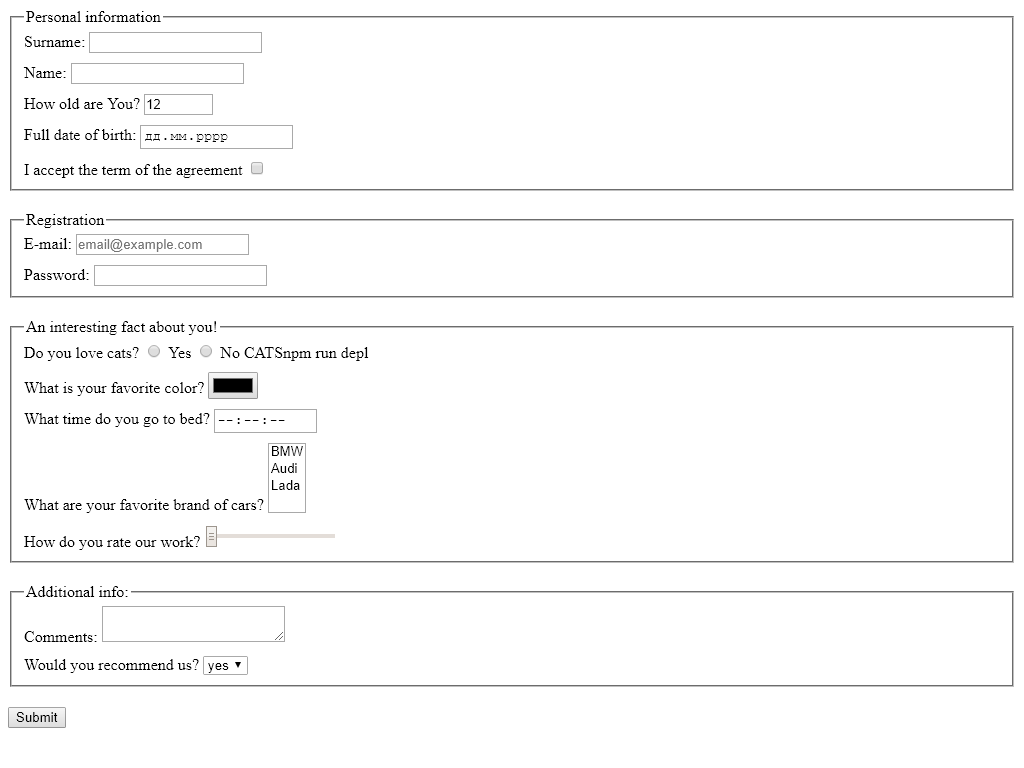 Personal information
Surname:
Name:
How old are You? 12
Full date of birth: дд.мм.рррр
I accept the term of the agreement
Registration
E-mail: email@example.com
Password:
An interesting fact about you!
Do you love cats? Yes No CATSnpm run depl
What is your favorite color?
What time do you go to bed? --:--:--
BMW
Audi
Lada
What are your favorite brand of cars?
How do you rate our work?
Additional info:
Comments:
Would you recommend us? yes
Submit